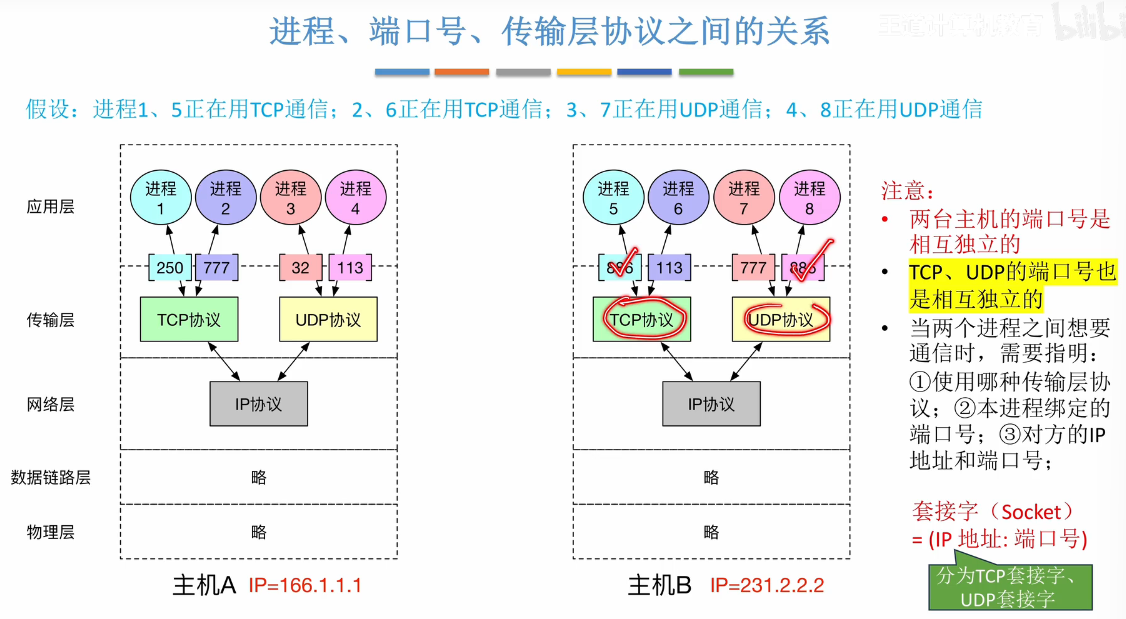 进程、端口号、传输层协议之间的关系
bilibili
假设：进程1、5正在用TCP通信；2、6正在用TCP通信；3、7正在用UDP通信；4、8正在用UDP通信
应用层
进程
1
进程
2
进程
3
进程
4
进程
5
进程
6
进程
7
进程
8
250
777
32
113
886
113
777
886
传输层
TCP协议
UDP协议
TCP协议
UDP协议
网络层
IP协议
IP协议
数据链路层
略
略
物理层
略
略
主机A IP=166.1.1.1
主机B IP=231.2.2.2
注意：
• 两台主机的端口号是
相互独立的
• TCP、UDP的端口号也
是相互独立的
• 当两个进程之间想要
通信时，需要指明：
①使用哪种传输层协
议；②本进程绑定的
端口号；③对方的IP
地址和端口号；
套接字（Socket）
= (IP 地址: 端口号)
分为TCP套接字、
UDP套接字